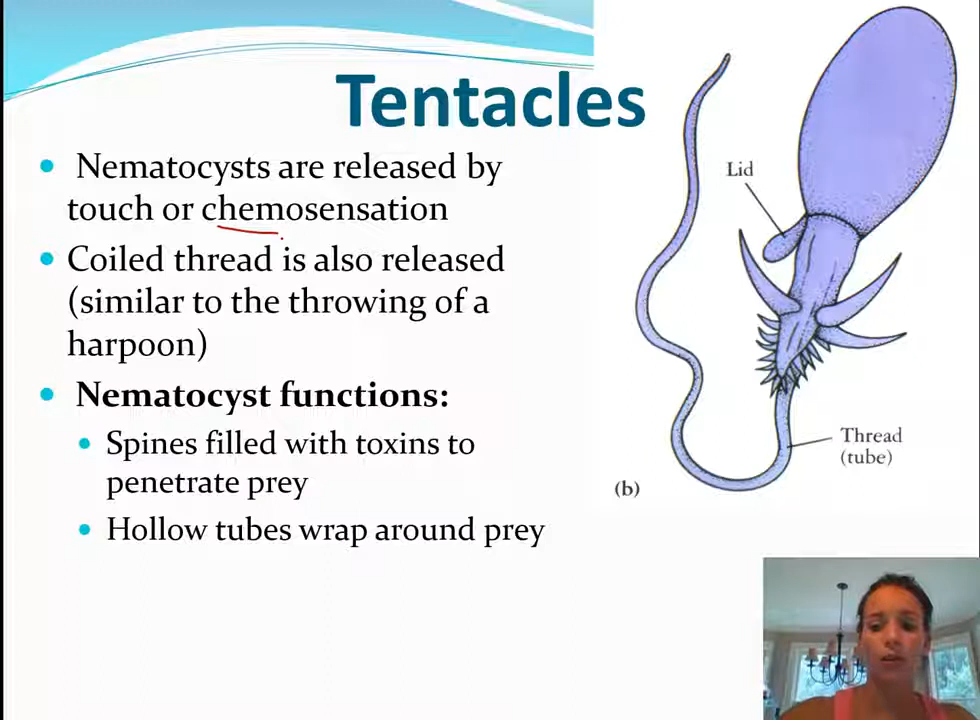 Tentacles
Nematocysts are released by
touch or chemosensation
Coiled thread is also released
(similar to the throwing of a
harpoon)
Nematocyst functions:
Spines filled with toxins to
penetrate prey
Hollow tubes wrap around prey
Lid
Thread
(tube)
(b)